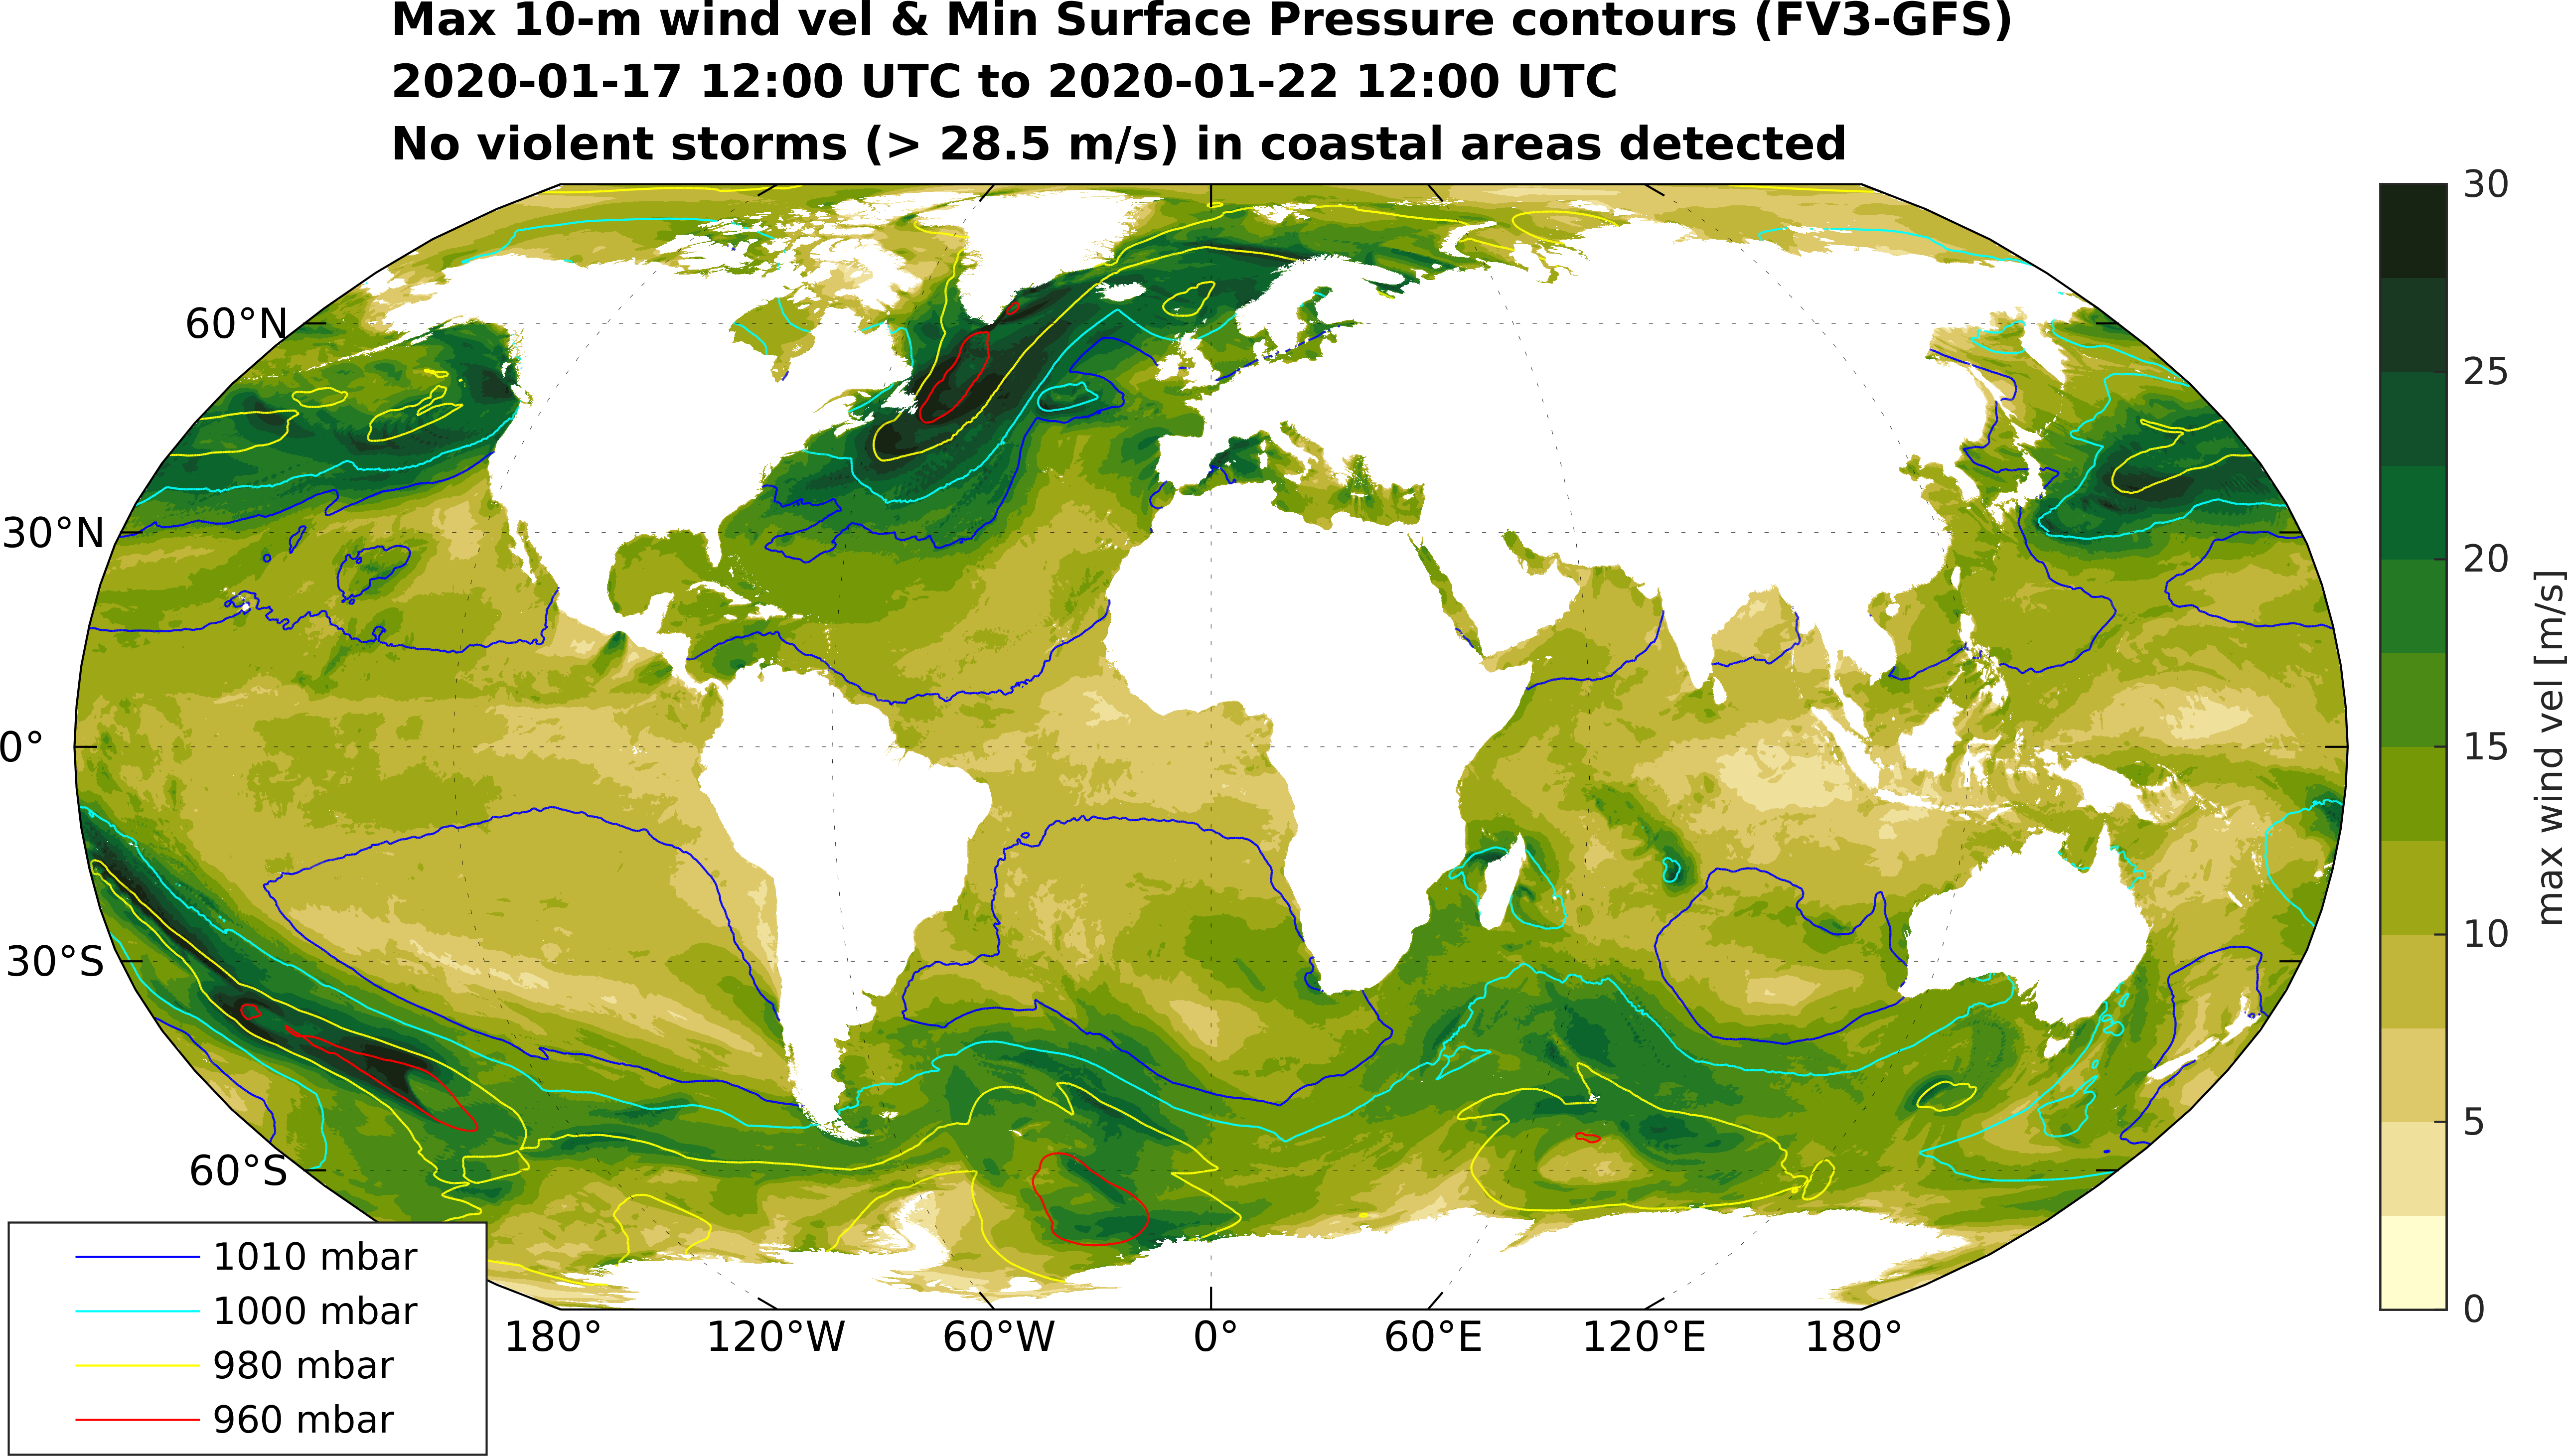 Max 10-m wind vel & Min Surface Pressure contours (FV3-GFS)
2020-01-17 12:00 UTC to 2020-01-22 12:00 UTC
No violent storms (> 28.5 m/s) in coastal areas detected
60°N
30°N
0°
30°S
60°S
180°
120°W
60°W
0°
60°E
120°E
180°
1010 mbar
1000 mbar
980 mbar
960 mbar
30
25
20
15
10
5
0
max wind vel [m/s]